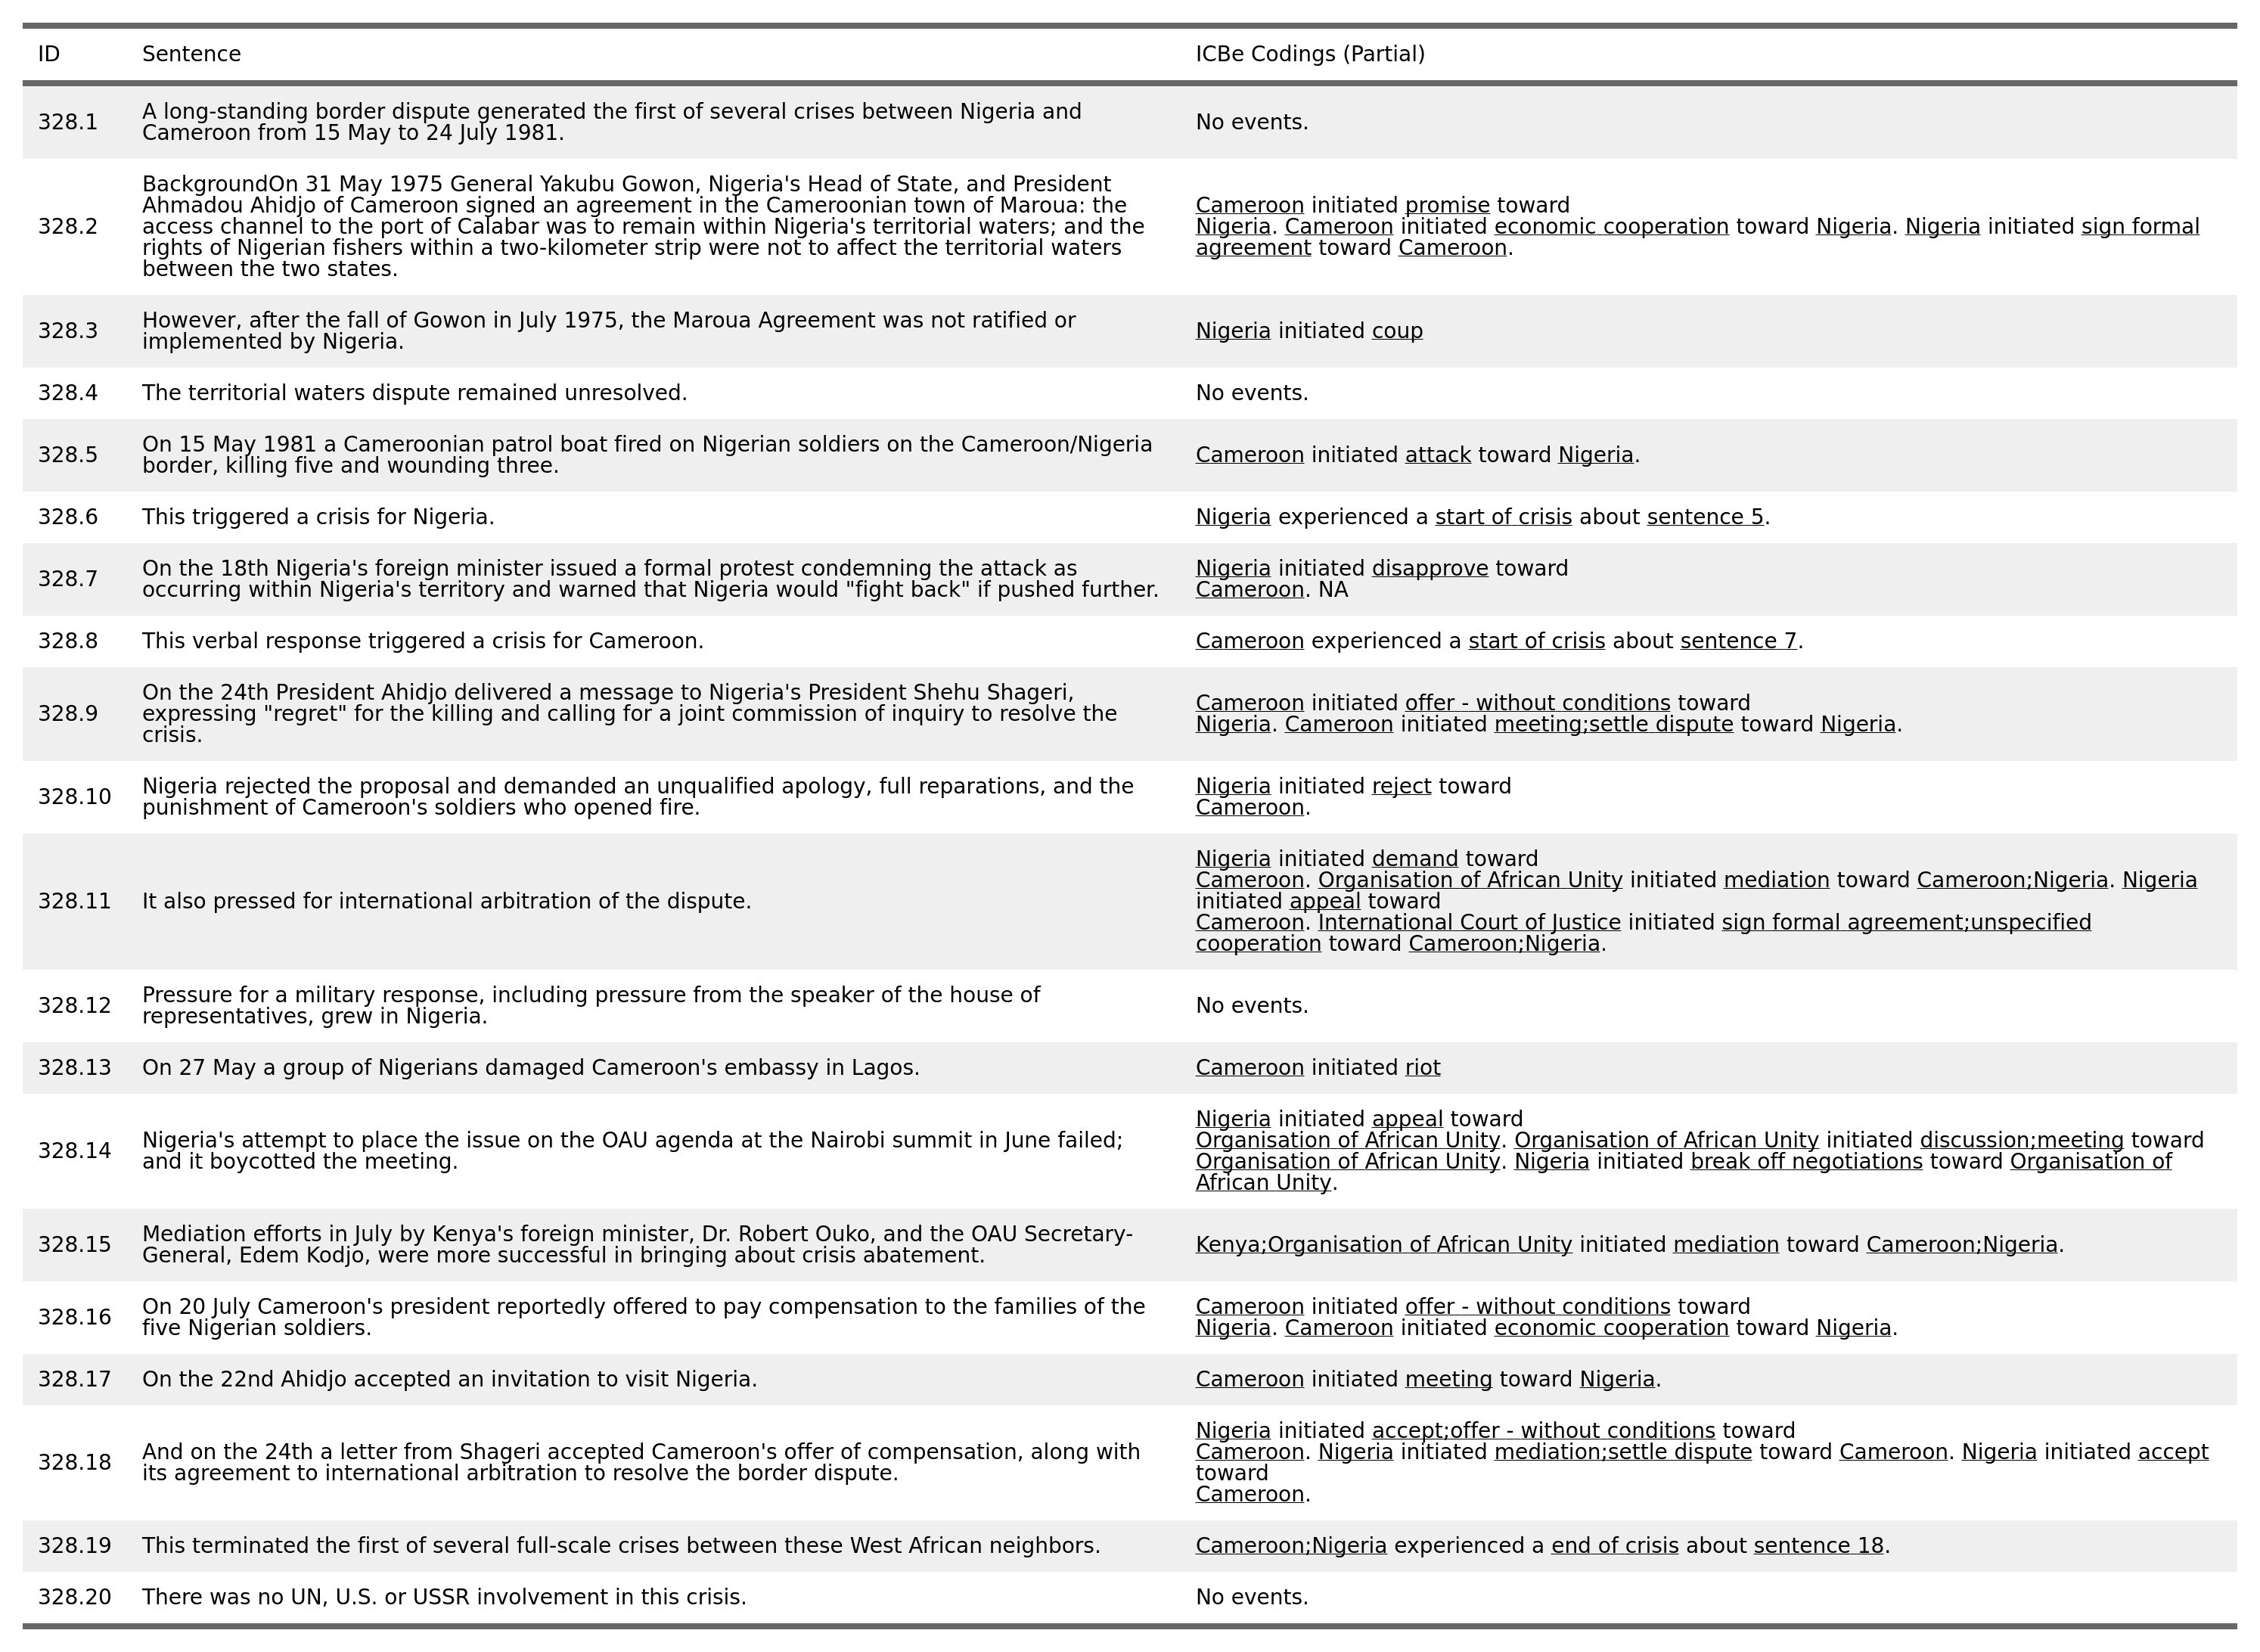 ID Sentence ICBe Codings (Partial)
328.1 A long-standing border dispute generated the first of several crises between Nigeria and
Cameroon from 15 May to 24 July 1981.
No events.
328.2 BackgroundOn 31 May 1975 General Yakubu Gowon, Nigeria's Head of State, and President
Ahmadou Ahidjo of Cameroon signed an agreement in the Cameroonian town of Maroua: the
access channel to the port of Calabar was to remain within Nigeria's territorial waters; and the
rights of Nigerian fishers within a two-kilometer strip were not to affect the territorial waters
between the two states.
Cameroon initiated promise toward
Nigeria. Cameroon initiated economic cooperation toward Nigeria. Nigeria initiated sign formal
agreement toward Cameroon.
328.3 However, after the fall of Gowon in July 1975, the Maroua Agreement was not ratified or
implemented by Nigeria.
Nigeria initiated coup
328.4 The territorial waters dispute remained unresolved.
No events.
328.5 On 15 May 1981 a Cameroonian patrol boat fired on Nigerian soldiers on the Cameroon/Nigeria
border, killing five and wounding three.
Cameroon initiated attack toward Nigeria.
328.6 This triggered a crisis for Nigeria.
Nigeria experienced a start of crisis about sentence 5.
328.7 On the 18th Nigeria's foreign minister issued a formal protest condemning the attack as
occurring within Nigeria's territory and warned that Nigeria would "fight back" if pushed further.
Nigeria initiated disapprove toward
Cameroon. NA
328.8 This verbal response triggered a crisis for Cameroon.
Cameroon experienced a start of crisis about sentence 7.
328.9 On the 24th President Ahidjo delivered a message to Nigeria's President Shehu Shageri,
expressing "regret" for the killing and calling for a joint commission of inquiry to resolve the
crisis.
Cameroon initiated offer - without conditions toward
Nigeria. Cameroon initiated meeting;settle dispute toward Nigeria.
328.10 Nigeria rejected the proposal and demanded an unqualified apology, full reparations, and the
punishment of Cameroon's soldiers who opened fire.
Nigeria initiated reject toward
Cameroon.
328.11 It also pressed for international arbitration of the dispute.
Nigeria initiated demand toward
Cameroon. Organisation of African Unity initiated mediation toward Cameroon;Nigeria. Nigeria
initiated appeal toward
Cameroon. International Court of Justice initiated sign formal agreement;unspecified
cooperation toward Cameroon;Nigeria.
328.12 Pressure for a military response, including pressure from the speaker of the house of
representatives, grew in Nigeria.
No events.
328.13 On 27 May a group of Nigerians damaged Cameroon's embassy in Lagos.
Cameroon initiated riot
328.14 Nigeria's attempt to place the issue on the OAU agenda at the Nairobi summit in June failed;
and it boycotted the meeting.
Nigeria initiated appeal toward
Organisation of African Unity. Organisation of African Unity initiated discussion;meeting toward
Organisation of African Unity. Nigeria initiated break off negotiations toward Organisation of
African Unity.
328.15 Mediation efforts in July by Kenya's foreign minister, Dr. Robert Ouko, and the OAU Secretary-
General, Edem Kodjo, were more successful in bringing about crisis abatement.
Kenya;Organisation of African Unity initiated mediation toward Cameroon;Nigeria.
328.16 On 20 July Cameroon's president reportedly offered to pay compensation to the families of the
five Nigerian soldiers.
Cameroon initiated offer - without conditions toward
Nigeria. Cameroon initiated economic cooperation toward Nigeria.
328.17 On the 22nd Ahidjo accepted an invitation to visit Nigeria.
Cameroon initiated meeting toward Nigeria.
328.18 And on the 24th a letter from Shageri accepted Cameroon's offer of compensation, along with
its agreement to international arbitration to resolve the border dispute.
Nigeria initiated accept;offer - without conditions toward
Cameroon. Nigeria initiated mediation;settle dispute toward Cameroon. Nigeria initiated accept
toward
Cameroon.
328.19 This terminated the first of several full-scale crises between these West African neighbors.
Cameroon;Nigeria experienced a end of crisis about sentence 18.
328.20 There was no UN, U.S. or USSR involvement in this crisis.
No events.